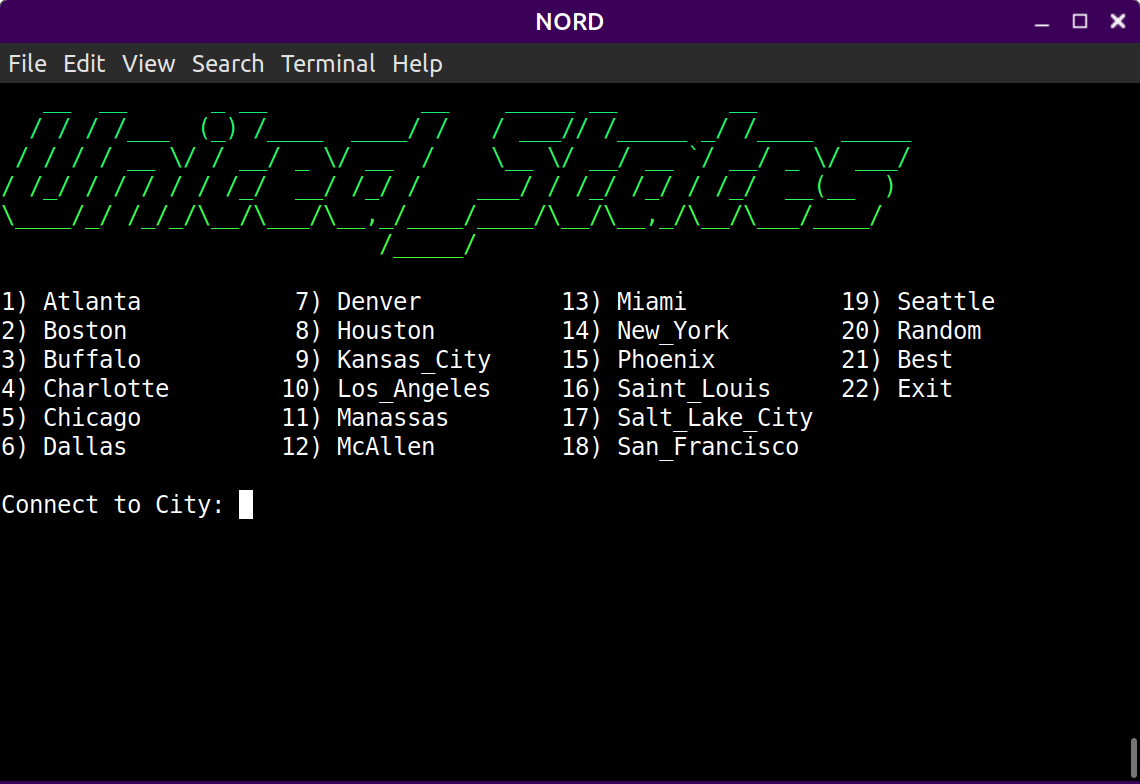 NORD
File Edit View Search Terminal Help
United_States
1) Atlanta 7) Denver 13) Miami 19) Seattle
2) Boston 8) Houston 14) New_York 20) Random
3) Buffalo 9) Kansas_City 15) Phoenix 21) Best
4) Charlotte 10) Los_Angeles 16) Saint_Louis 22) Exit
5) Chicago 11) Manassas 17) Salt_Lake_City
6) Dallas 12) McAllen 18) San_Francisco
Connect to City: